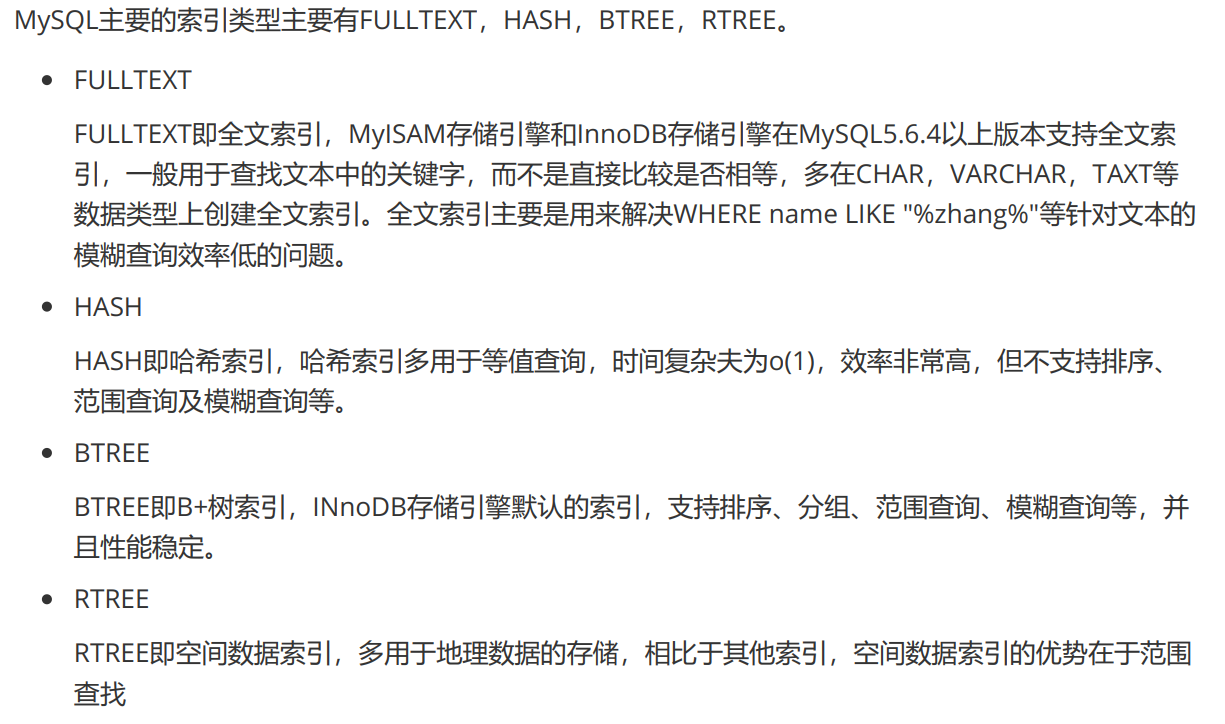 MySQL主要的索引类型主要有FULLTEXT，HASH，BTREE，RTREE。
FULLTEXT
FULLTEXT即全文索引，MyISAM存储引擎和InnoDB存储引擎在MySQL5.6.4以上版本支持全文索
引，一般用于查找文本中的关键字，而不是直接比较是否相等，多在CHAR，VARCHAR，TAXT等
数据类型上创建全文索引。全文索引主要是用来解决WHERE name LIKE "%zhang%"等针对文本的
模糊查询效率低的问题。
HASH
HASH即哈希索引，哈希索引多用于等值查询，时间复杂夫为o(1)，效率非常高，但不支持排序、
范围查询及模糊查询等。
BTREE
BTREE即B+树索引，INnoDB存储引擎默认的索引，支持排序、分组、范围查询、模糊查询等，并
且性能稳定。
RTREE
RTREE即空间数据索引，多用于地理数据的存储，相比于其他索引，空间数据索引的优势在于范围
查找